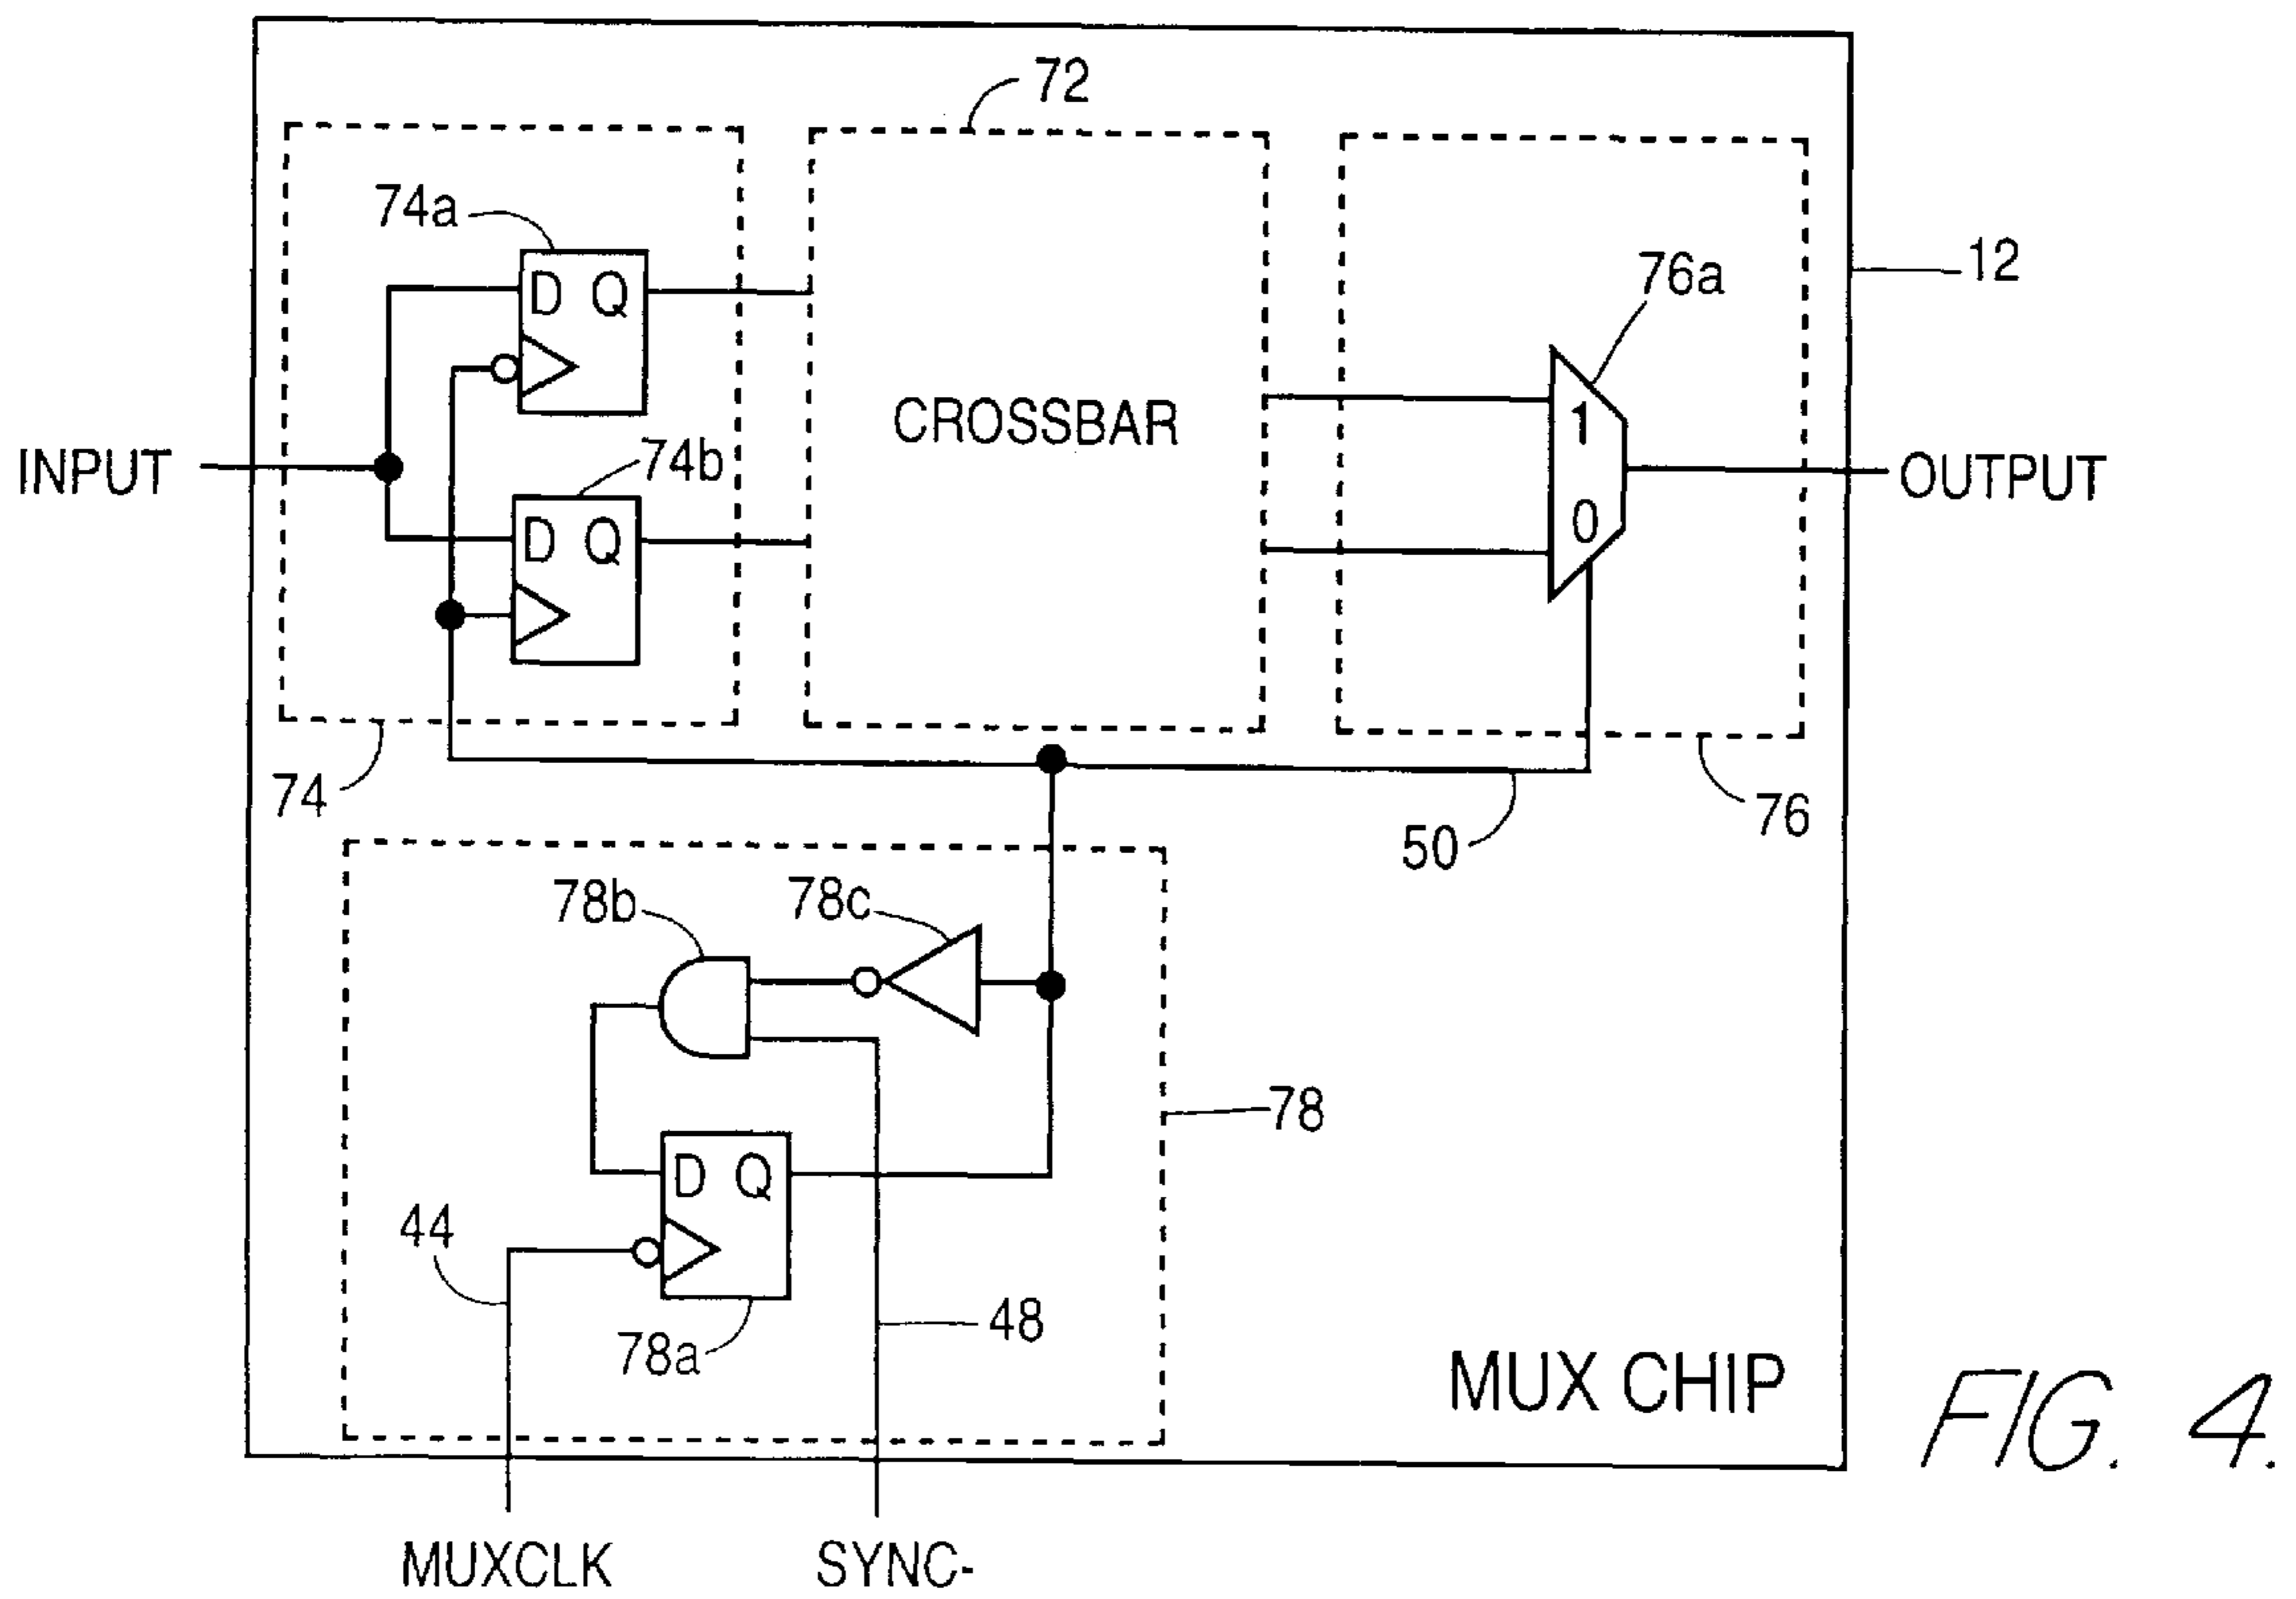 72
74a
D Q
74b
D Q
INPUT
CROSSBAR
76a
1
0
12
OUTPUT
74
50
76
78b
78c
78
D Q
44
78a
48
MUX CHIP
MUXCLK
SYNC-
FIG. 4.